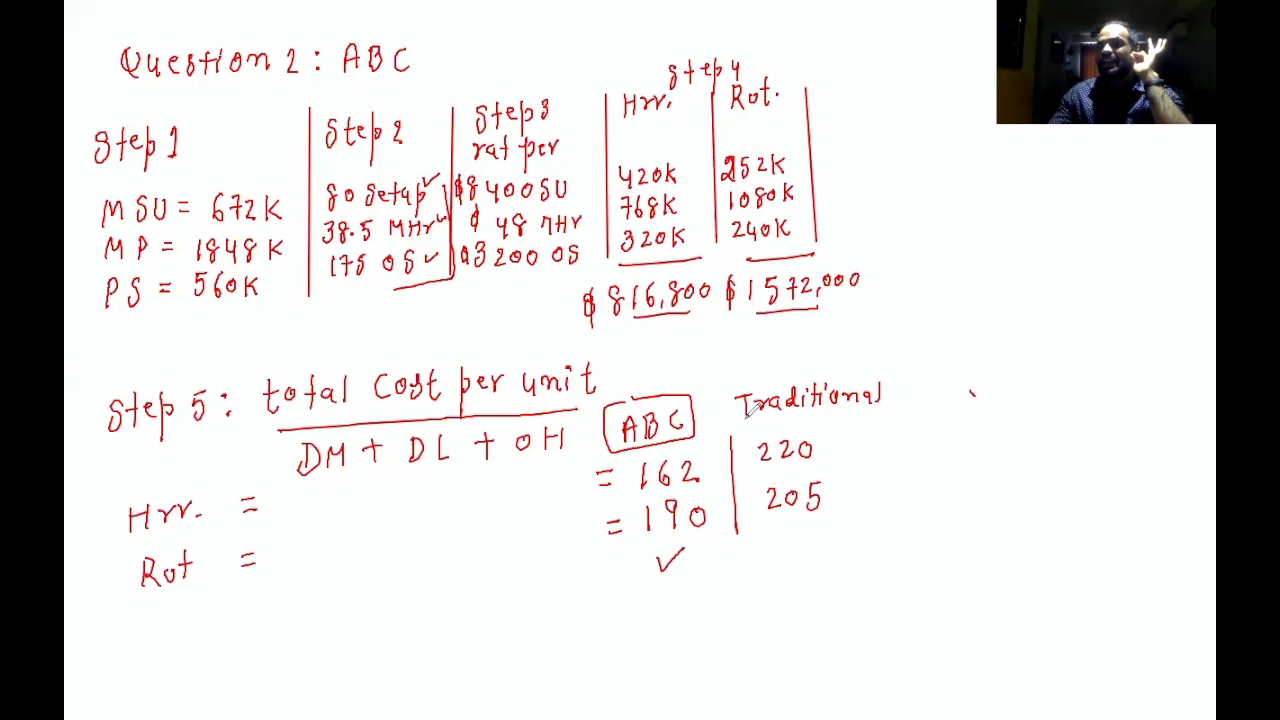 Question 2: ABC
Step 1
MSU = 672K
MP = 1848K
PS = 560K
Step 2
80 Setup ✓
38.5 MHr ✓
175 OS ✓
Step 3
rat per
$8400 SU
$48 MHr
$3200 OS
Step 4
Hrr. Rot.
420K 252K
768K 1080K
320K 240K
$816,800 $1572,000
Step 5: total Cost per unit
DM + DL + OH
ABC Traditional
Hrr. = = 162. 220
Rot = = 190 205
✓